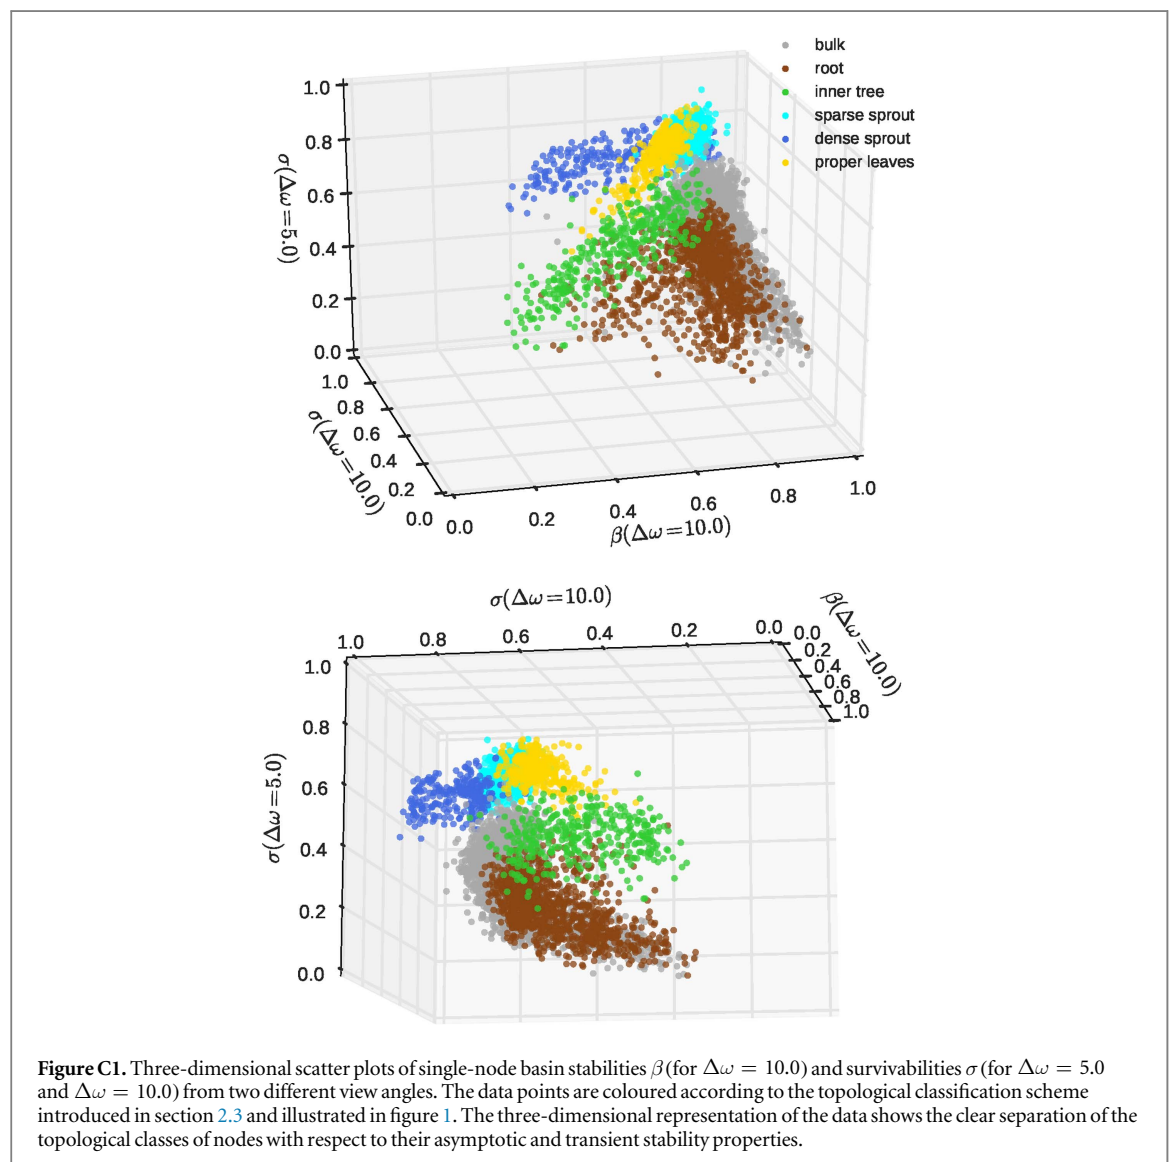 bulk
root
inner tree
sparse sprout
dense sprout
proper leaves
1.0
0.8
0.6
0.4
0.2
0.0
σ(Δω=5.0)
1.0
0.8
0.6
0.4
0.2
0.0
σ(Δω=10.0)
0.0
0.2
0.4
0.6
0.8
1.0
β(Δω=10.0)
σ(Δω=10.0)
1.0
0.8
0.6
0.4
0.2
0.0
β(Δω=10.0)
0.0
0.2
0.4
0.6
0.8
1.0
σ(Δω=5.0)
1.0
0.8
0.6
0.4
0.2
0.0
Figure C1. Three-dimensional scatter plots of single-node basin stabilities β (for Δω = 10.0) and survivabilities σ (for Δω = 5.0
and Δω = 10.0) from two different view angles. The data points are coloured according to the topological classification scheme
introduced in section 2.3 and illustrated in figure 1. The three-dimensional representation of the data shows the clear separation of the
topological classes of nodes with respect to their asymptotic and transient stability properties.